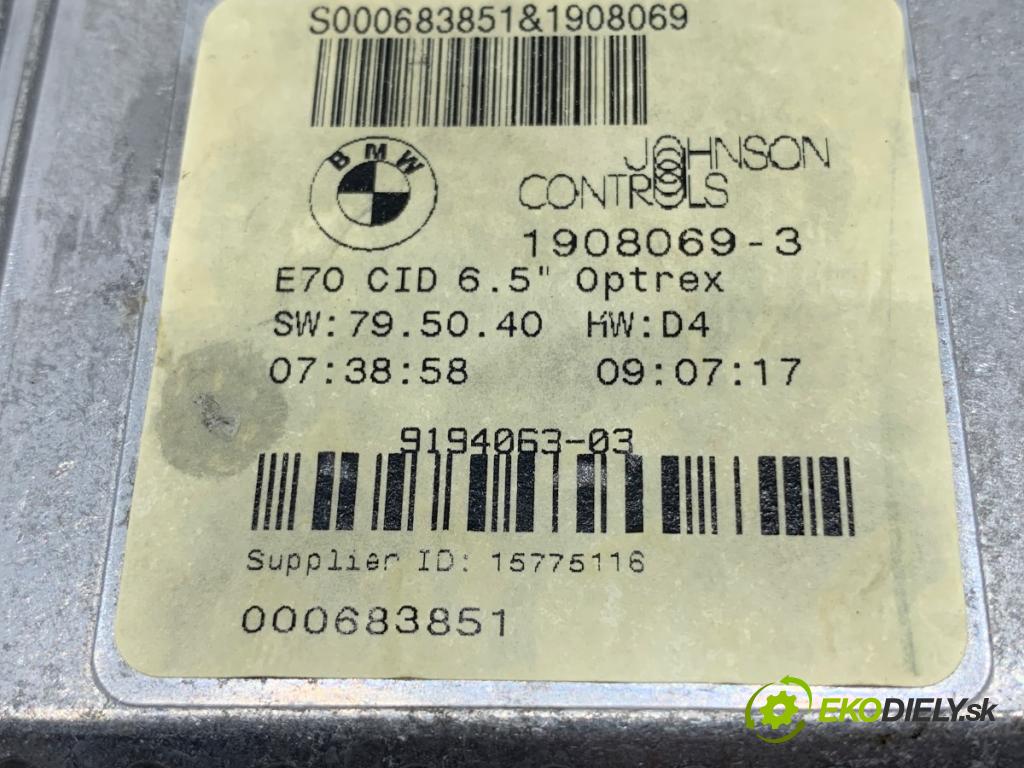 S000683851&1908069
BMW
JOHNSON
CONTROLS
1908069-3
E70 CID 6.5" Optrex
SW:79.50.40 HW:D4
07:38:58 09:07:17
9194063-03
Supplier ID: 15775116
000683851
EKODIELY.sk